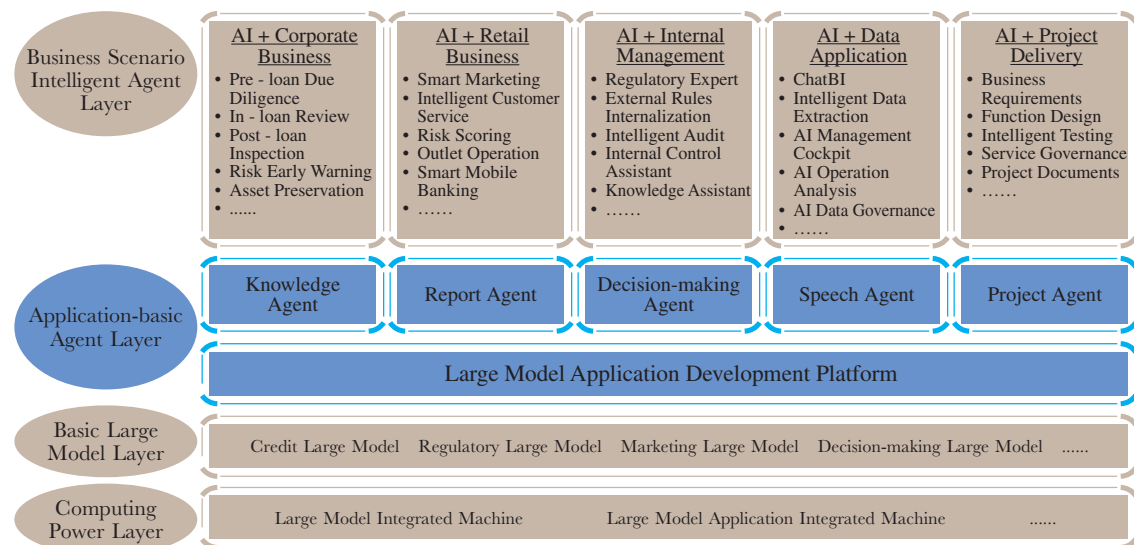 Business Scenario
Intelligent Agent
Layer
AI + Corporate
Business
• Pre - loan Due
Diligence
• In - loan Review
• Post - loan
Inspection
• Risk Early Warning
• Asset Preservation
• ......
AI + Retail
Business
• Smart Marketing
• Intelligent Customer
Service
• Risk Scoring
• Outlet Operation
• Smart Mobile
Banking
• ……
AI + Internal
Management
• Regulatory Expert
• External Rules
Internalization
• Intelligent Audit
• Internal Control
Assistant
• Knowledge Assistant
• ……
AI + Data
Application
• ChatBI
• Intelligent Data
Extraction
• AI Management
Cockpit
• AI Operation
Analysis
• AI Data Governance
• ……
AI + Project
Delivery
• Business
Requirements
• Function Design
• Intelligent Testing
• Service Governance
• Project Documents
• ……
Application-basic
Agent Layer
Knowledge
Agent
Report Agent
Decision-making
Agent
Speech Agent
Project Agent
Large Model Application Development Platform
Basic Large
Model Layer
Credit Large Model Regulatory Large Model Marketing Large Model Decision-making Large Model ......
Computing
Power Layer
Large Model Integrated Machine Large Model Application Integrated Machine ......